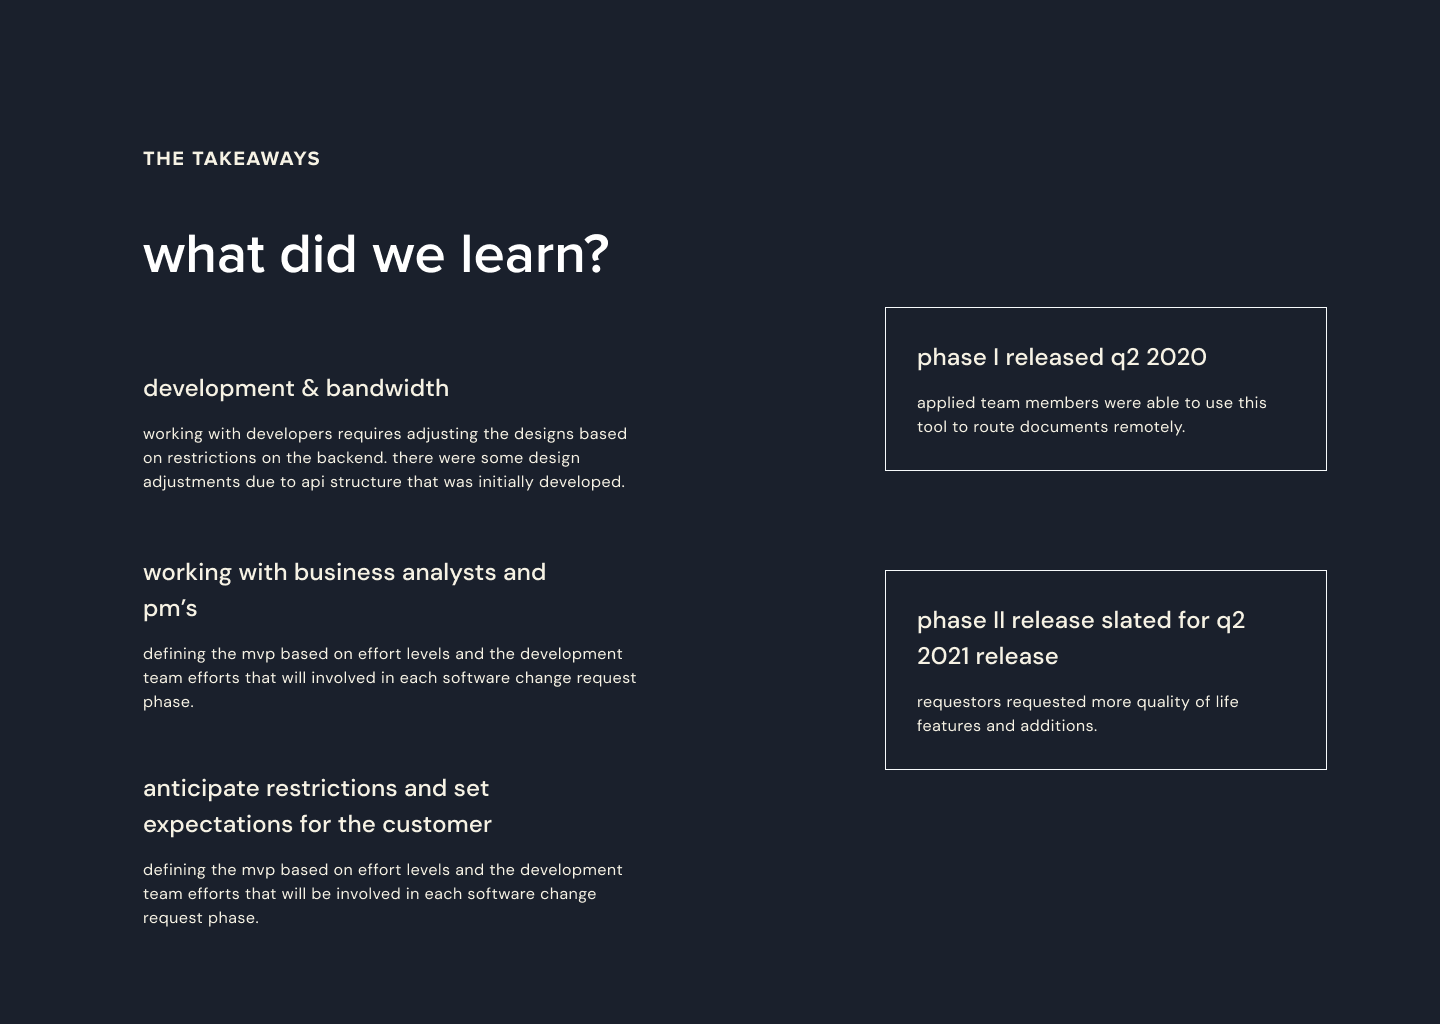 THE TAKEAWAYS
what did we learn?
development & bandwidth
working with developers requires adjusting the designs based
on restrictions on the backend. there were some design
adjustments due to api structure that was initially developed.
working with business analysts and
pm’s
defining the mvp based on effort levels and the development
team efforts that will involved in each software change request
phase.
anticipate restrictions and set
expectations for the customer
defining the mvp based on effort levels and the development
team efforts that will be involved in each software change
request phase.
phase I released q2 2020
applied team members were able to use this
tool to route documents remotely.
phase II release slated for q2
2021 release
requestors requested more quality of life
features and additions.